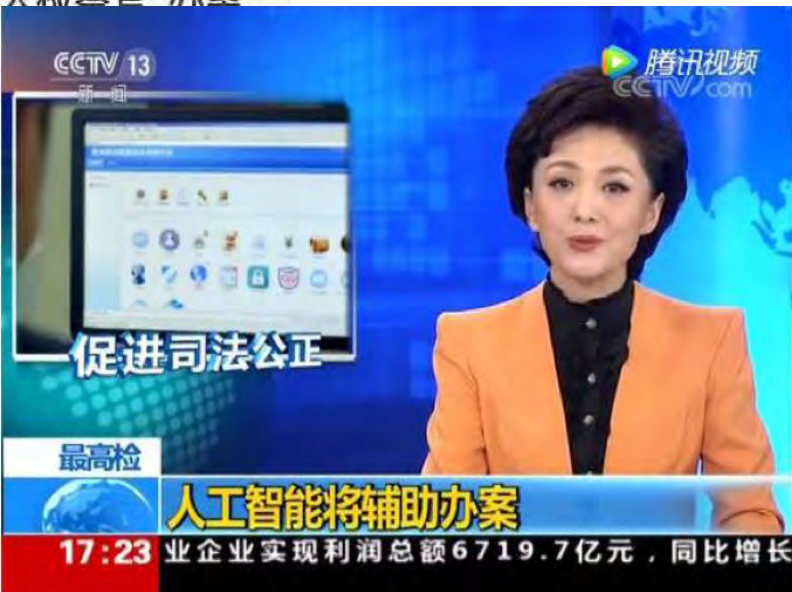 CCTV 13
新闻
腾讯视频
CCTV.com
促进司法公正
最高检
人工智能将辅助办案
17:23 业企业实现利润总额6719.7亿元，同比增长